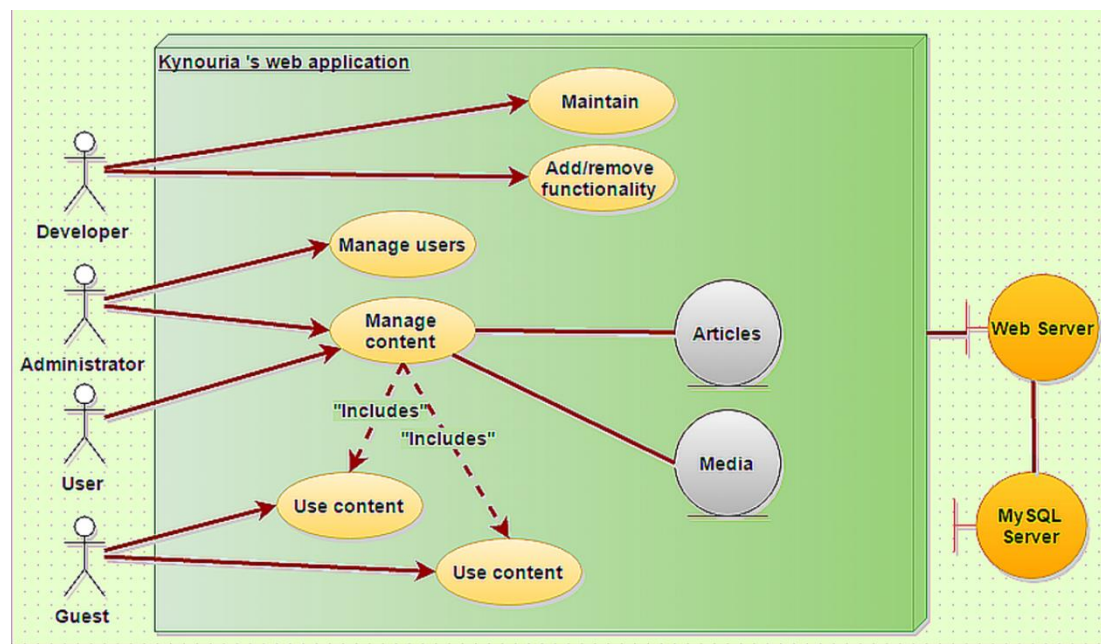 Kynouria 's web application
Maintain
Add/remove
functionality
Developer
Manage users
Administrator
Manage
content
Articles
Web Server
User
"Includes"
"Includes"
Media
Use content
MySQL
Server
Guest
Use content